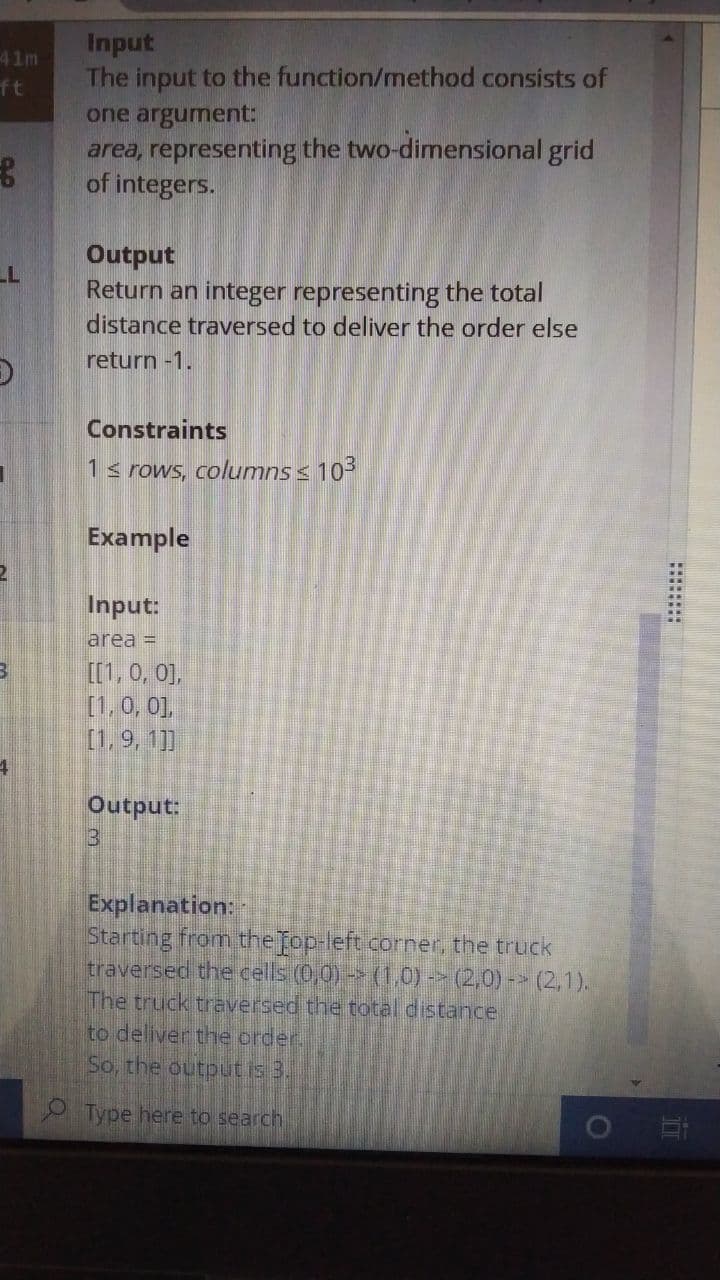 41m
ft
Input
The input to the function/method consists of
one argument:
area, representing the two-dimensional grid
of integers.
Output
Return an integer representing the total
distance traversed to deliver the order else
return -1.
Constraints
1 ≤ rows, columns ≤ 10³
Example
2
Input:
area =
3
[[1, 0, 0],
[1, 0, 0],
[1, 9, 1]]
4
Output:
3
Explanation:
Starting from the top-left corner, the truck
traversed the cells (0,0) -> (1,0) -> (2,0) -> (2,1).
The truck traversed the total distance
to deliver the order.
So, the output is 3.
Type here to search